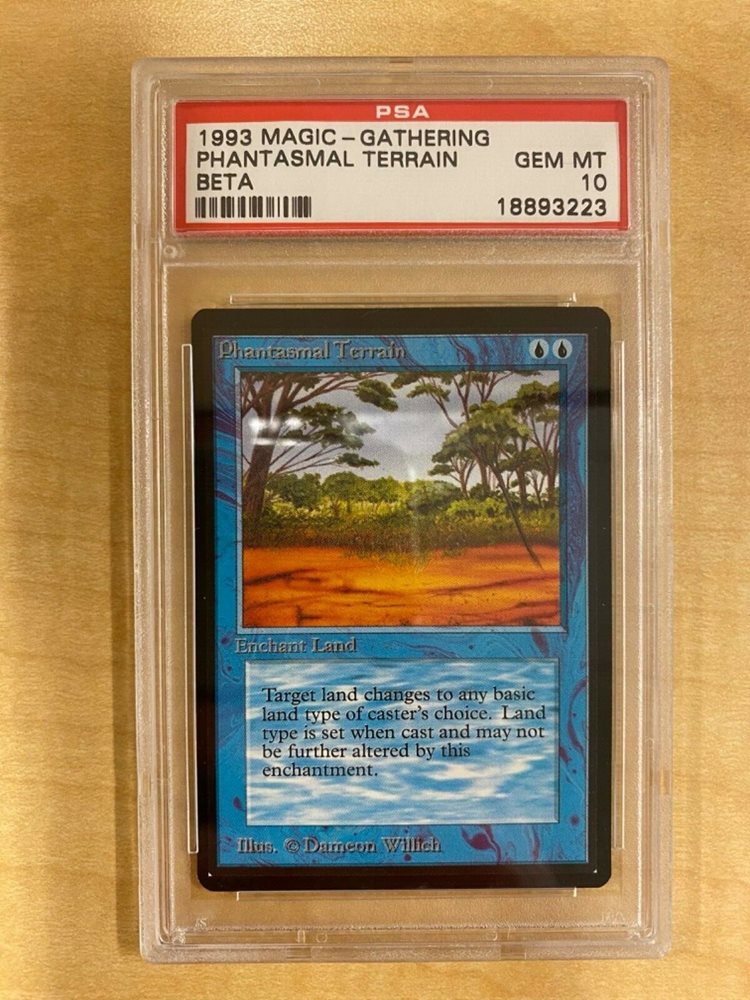 PSA
1993 MAGIC - GATHERING
PHANTASMAL TERRAIN GEM MT
BETA 10
18893223
Phantasmal Terrain
Enchant Land
Target land changes to any basic
land type of caster's choice. Land
type is set when cast and may not
be further altered by this
enchantment.
Illus. © Dameon Willich